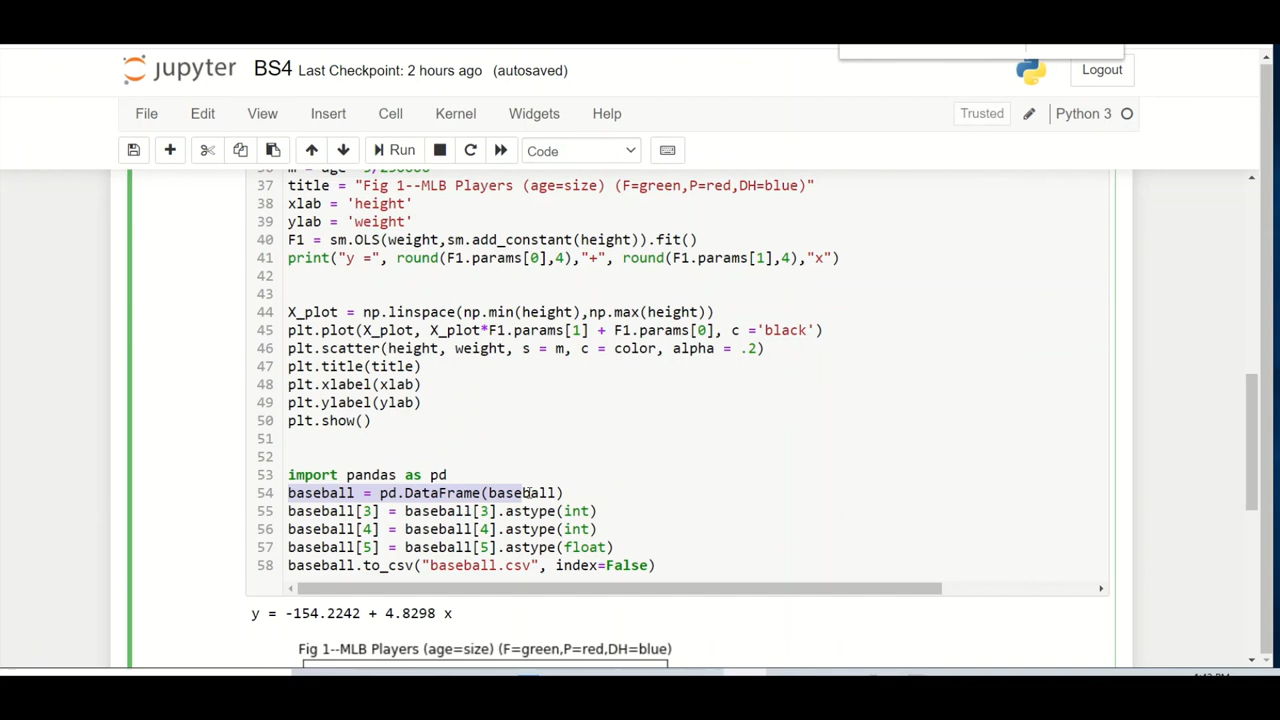 jupyter BS4 Last Checkpoint: 2 hours ago (autosaved)
Logout
File Edit View Insert Cell Kernel Widgets Help
Trusted Python 3
Run Code
37 title = "Fig 1--MLB Players (age=size) (F=green,P=red,DH=blue)"
38 xlab = 'height'
39 ylab = 'weight'
40 F1 = sm.OLS(weight,sm.add_constant(height)).fit()
41 print("y =", round(F1.params[0],4),"+", round(F1.params[1],4),"x")
42
43
44 X_plot = np.linspace(np.min(height),np.max(height))
45 plt.plot(X_plot, X_plot*F1.params[1] + F1.params[0], c ='black')
46 plt.scatter(height, weight, s = m, c = color, alpha = .2)
47 plt.title(title)
48 plt.xlabel(xlab)
49 plt.ylabel(ylab)
50 plt.show()
51
52
53 import pandas as pd
54 baseball = pd.DataFrame(baseball)
55 baseball[3] = baseball[3].astype(int)
56 baseball[4] = baseball[4].astype(int)
57 baseball[5] = baseball[5].astype(float)
58 baseball.to_csv("baseball.csv", index=False)
y = -154.2242 + 4.8298 x
Fig 1--MLB Players (age=size) (F=green,P=red,DH=blue)